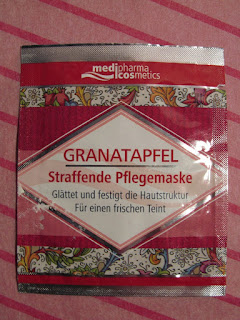 medipharma
cosmetics
GRANATAPFEL
Straffende Pflegemaske
Glättet und festigt die Hautstruktur
Für einen frischen Teint